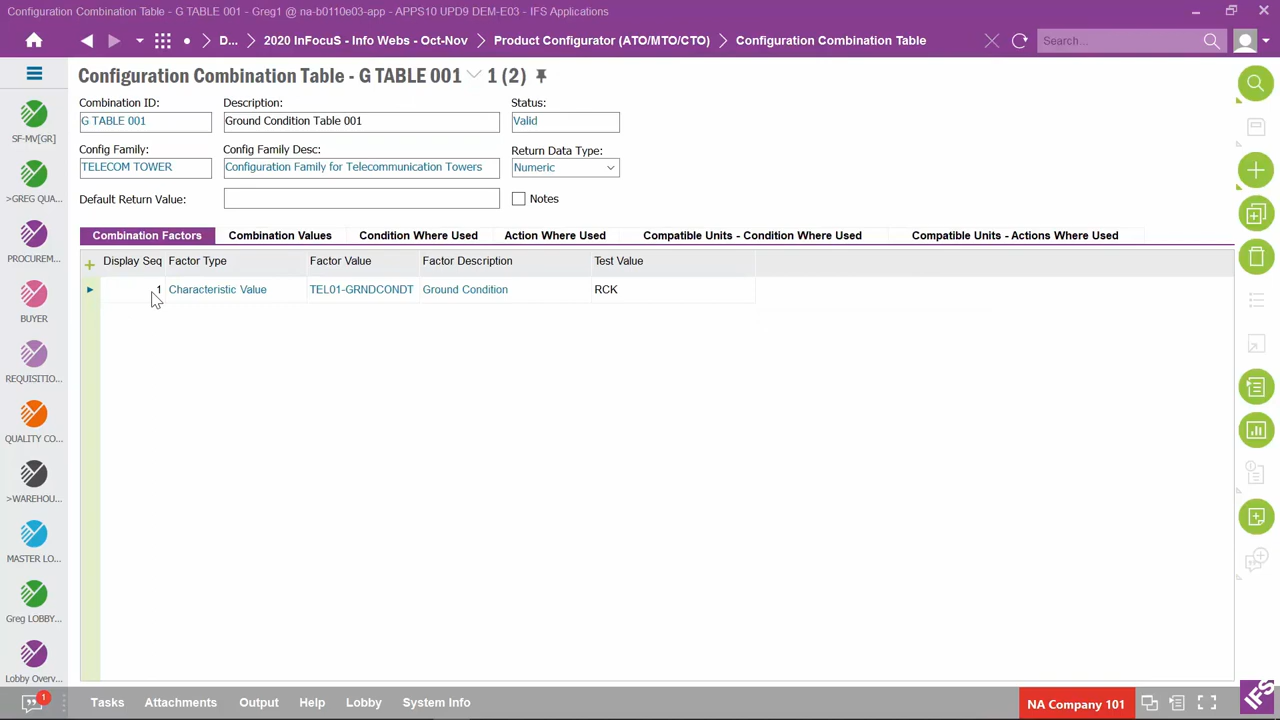 Configuration Combination Table - G TABLE 001 - Greg1 @ na-b0110e03-app - APPS10 UPD9 DEM-E03 - IFS Applications
D... 2020 InFocuS - Info Webs - Oct-Nov Product Configurator (ATO/MTO/CTO) Configuration Combination Table Search...
Configuration Combination Table - G TABLE 001 1 (2)
Combination ID: Description: Status:
G TABLE 001 Ground Condition Table 001 Valid
Config Family: Config Family Desc: Return Data Type:
TELECOM TOWER Configuration Family for Telecommunication Towers Numeric
Default Return Value: Notes
Combination Factors Combination Values Condition Where Used Action Where Used Compatible Units - Condition Where Used Compatible Units - Actions Where Used
Display Seq Factor Type Factor Value Factor Description Test Value
1 Characteristic Value TEL01-GRNDCONDT Ground Condition RCK
SF-MV[GR]
>GREG QUA...
PROCUREM...
BUYER
REQUISITIO...
QUALITY CO...
>WAREHOU...
MASTER LO...
Greg LOBBY...
Lobby Overv...
1 Tasks Attachments Output Help Lobby System Info NA Company 101 IFS